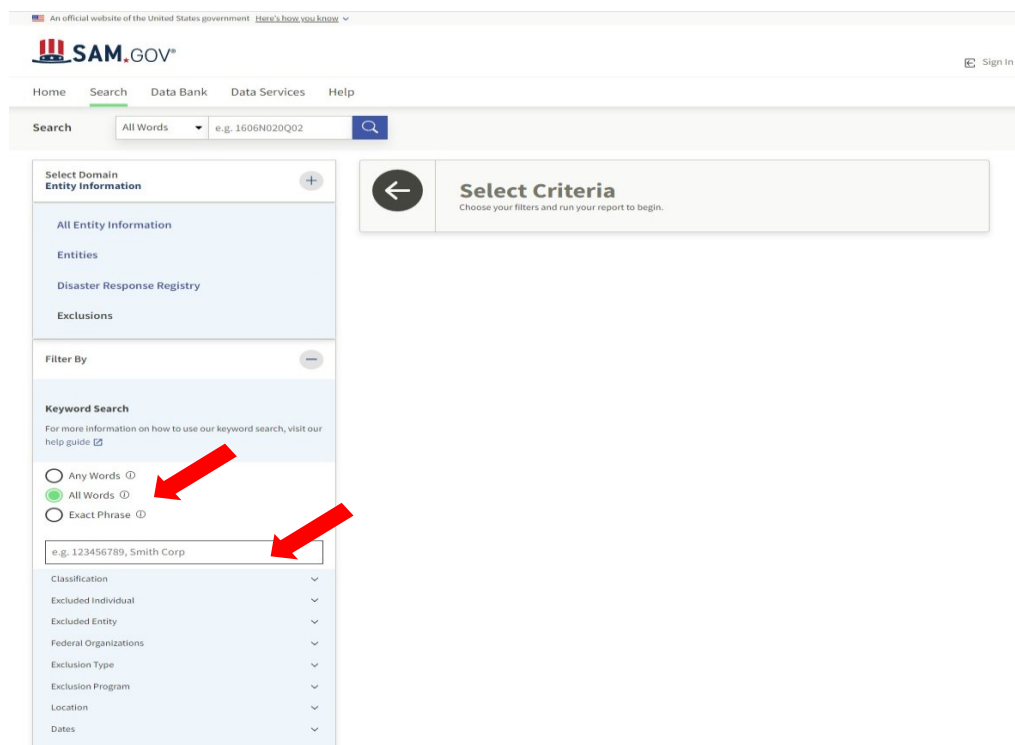 An official website of the United States government Here's how you know
SAM.GOV®
Sign In
Home Search Data Bank Data Services Help
Search All Words e.g. 1606N020Q02
Select Domain
Entity Information
All Entity Information
Entities
Disaster Response Registry
Exclusions
Filter By
Keyword Search
For more information on how to use our keyword search, visit our
help guide
Any Words
All Words
Exact Phrase
e.g. 123456789, Smith Corp
Classification
Excluded Individual
Excluded Entity
Federal Organizations
Exclusion Type
Exclusion Program
Location
Dates
Select Criteria
Choose your filters and run your report to begin.